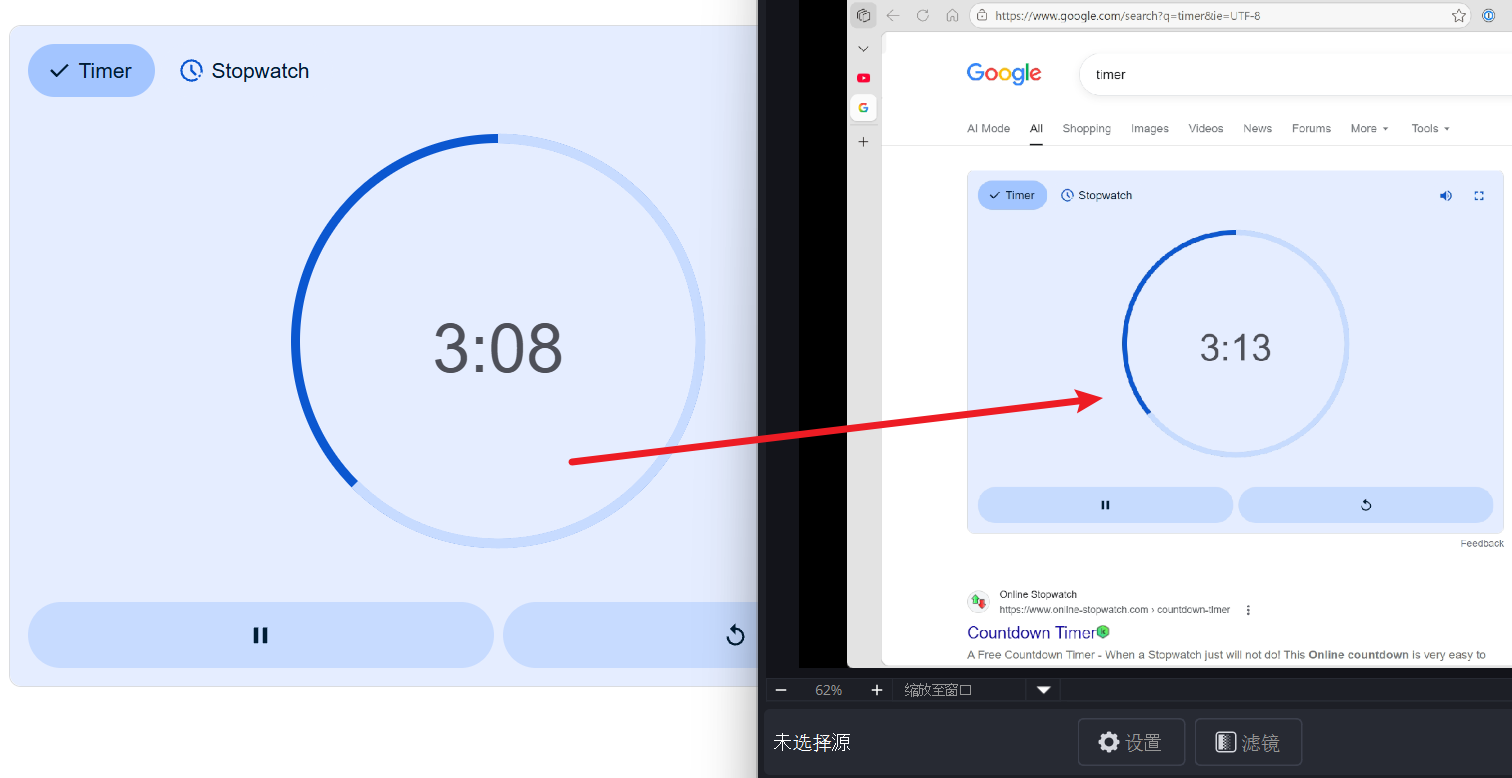 Timer
Stopwatch
3:08
https://www.google.com/search?q=timer&ie=UTF-8
Google
timer
AI Mode
All
Shopping
Images
Videos
News
Forums
More
Tools
Timer
Stopwatch
3:13
Feedback
Online Stopwatch
https://www.online-stopwatch.com › countdown-timer
Countdown Timer
A Free Countdown Timer - When a Stopwatch just will not do! This Online countdown is very easy to
62%
缩放至窗口
未选择源
设置
滤镜